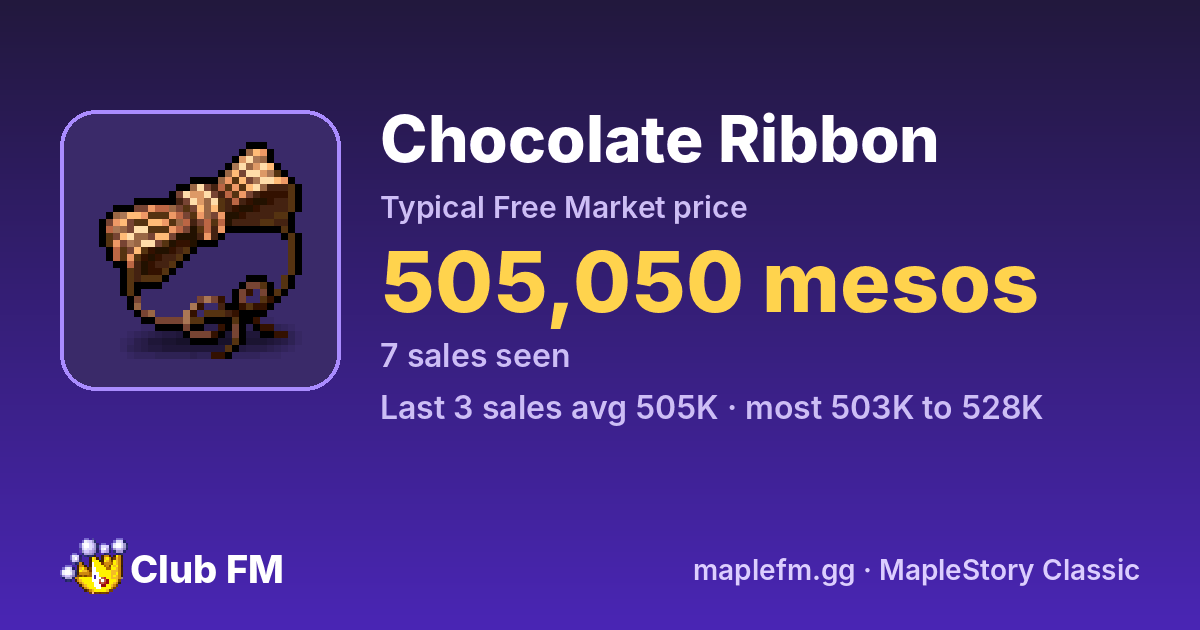 Chocolate Ribbon
Typical Free Market price
505,050 mesos
7 sales seen
Last 3 sales avg 505K · most 503K to 528K
Club FM
maplefm.gg · MapleStory Classic